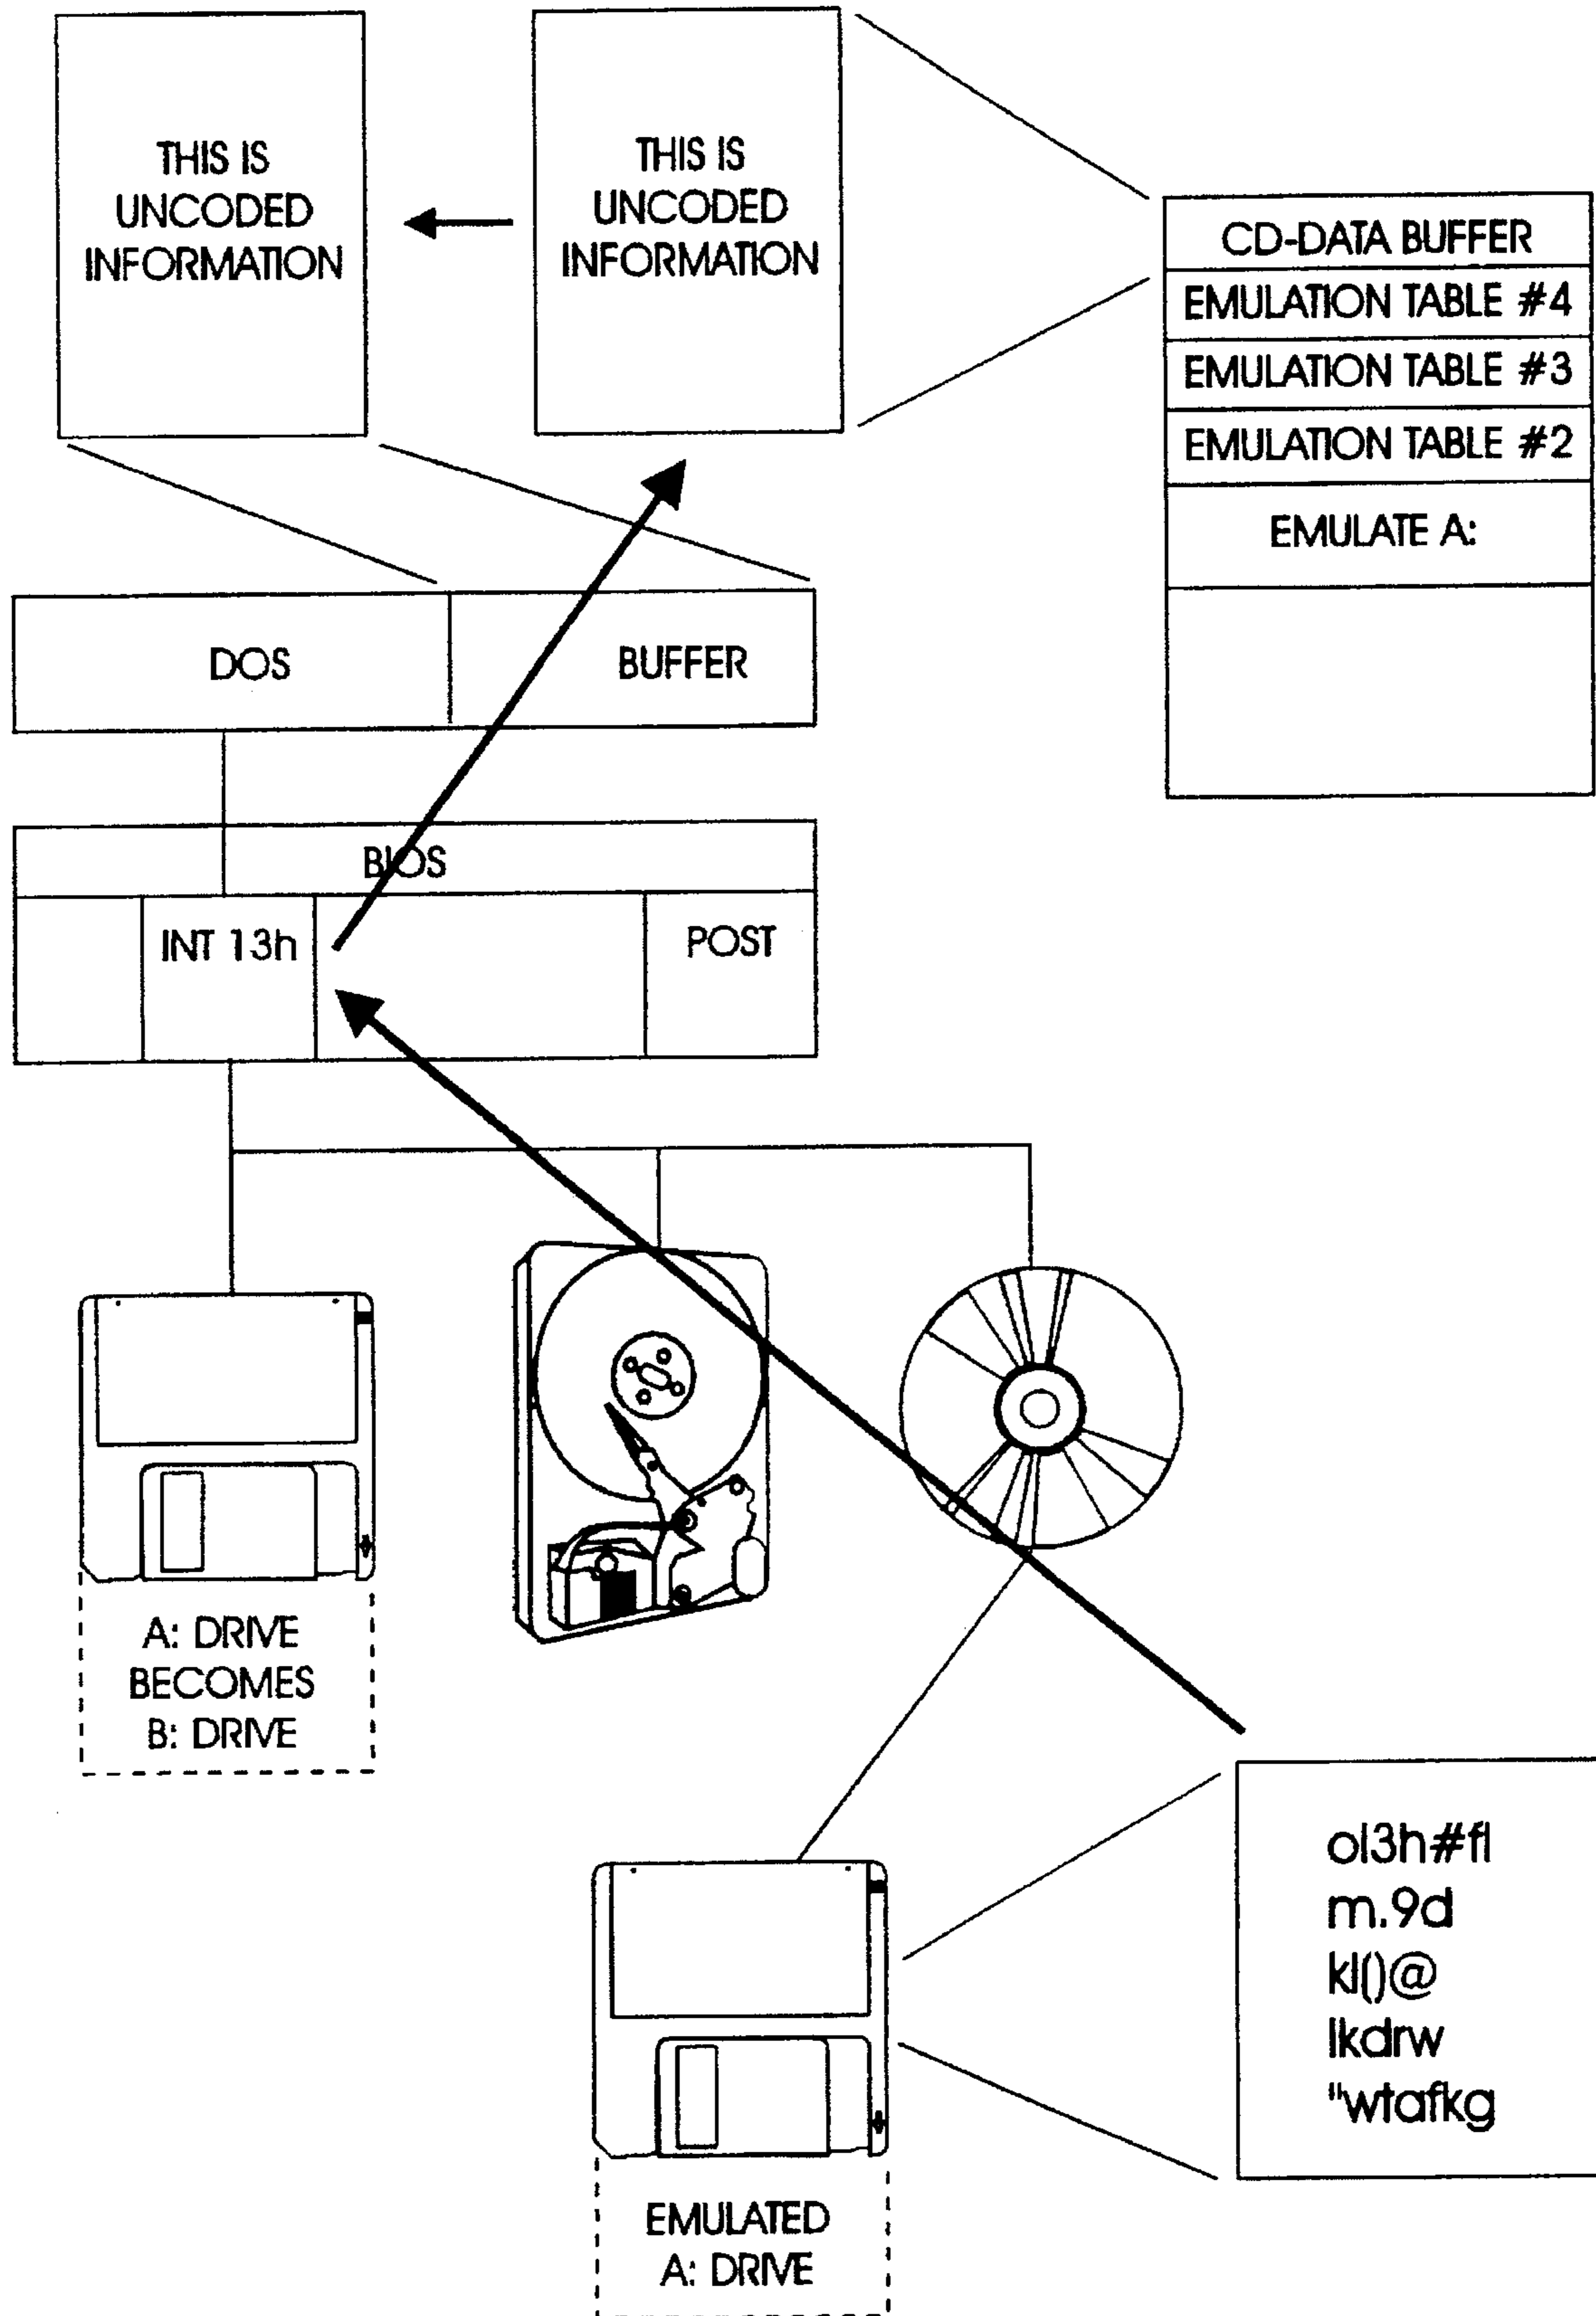 THIS IS
UNCODED
INFORMATION
THIS IS
UNCODED
INFORMATION
CD-DATA BUFFER
EMULATION TABLE #4
EMULATION TABLE #3
EMULATION TABLE #2
EMULATE A:
DOS
BUFFER
BIOS
INT 13h
POST
A: DRIVE
BECOMES
B: DRIVE
EMULATED
A: DRIVE
ol3h#fl
m.9d
kl()@
lkdrw
"wtafkg